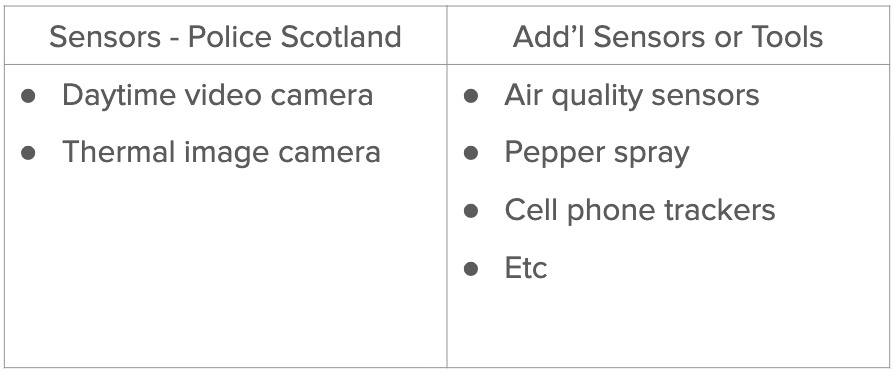 Sensors - Police Scotland
Add’l Sensors or Tools
● Daytime video camera
● Thermal image camera
● Air quality sensors
● Pepper spray
● Cell phone trackers
● Etc